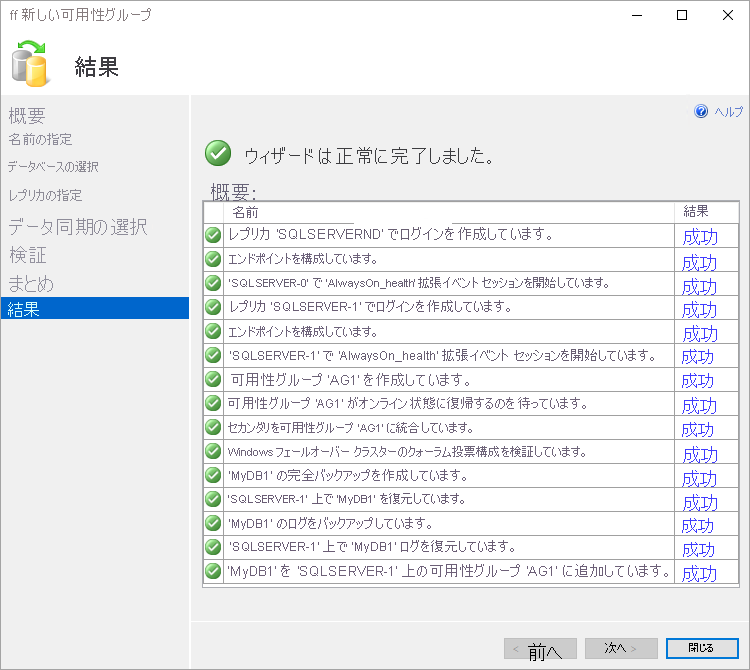 ff 新しい可用性グループ
結果
ヘルプ
概要
名前の指定
データベースの選択
レプリカの指定
データ同期の選択
検証
まとめ
結果
ウィザードは正常に完了しました。
概要:
名前 結果
レプリカ 'SQLSERVERND' でログインを作成しています。 成功
エンドポイントを構成しています。 成功
'SQLSERVER-0' で 'AlwaysOn_health' 拡張イベント セッションを開始しています。 成功
レプリカ 'SQLSERVER-1' でログインを作成しています。 成功
エンドポイントを構成しています。 成功
'SQLSERVER-1' で 'AlwaysOn_health' 拡張イベント セッションを開始しています。 成功
可用性グループ 'AG1' を作成しています。 成功
可用性グループ 'AG1' がオンライン状態に復帰するのを待っています。 成功
セカンダリを可用性グループ 'AG1' に統合しています。 成功
Windows フェールオーバー クラスターのクォーラム投票構成を検証しています。 成功
'MyDB1' の完全バックアップを作成しています。 成功
'SQLSERVER-1' 上で 'MyDB1' を復元しています。 成功
'MyDB1' のログをバックアップしています。 成功
'SQLSERVER-1' 上で 'MyDB1' ログを復元しています。 成功
'MyDB1' を 'SQLSERVER-1' 上の可用性グループ 'AG1' に追加しています。 成功
< 前へ 次へ > 閉じる